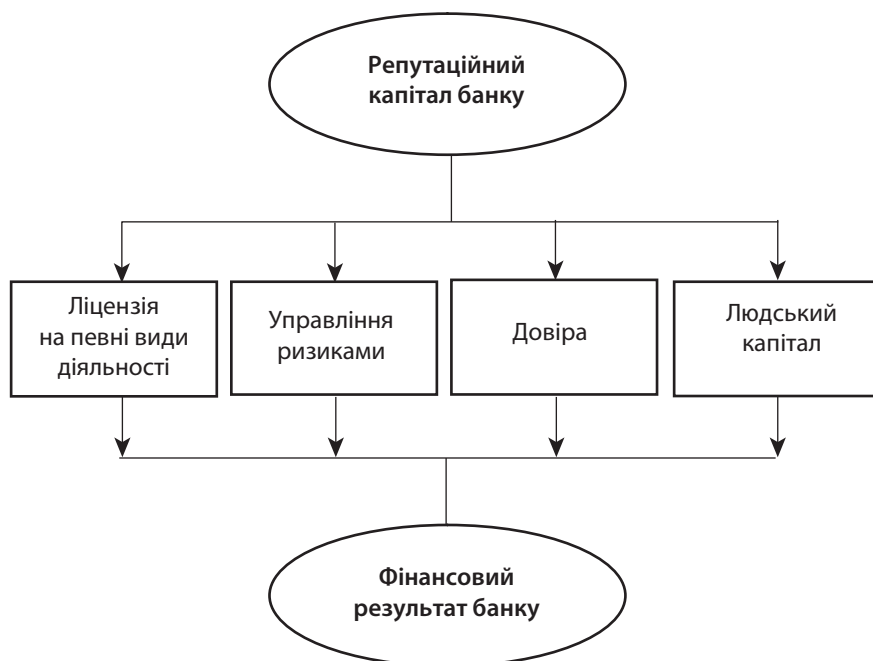 Репутаційний
капітал банку
Ліцензія
на певні види
діяльності
Управління
ризиками
Довіра
Людський
капітал
Фінансовий
результат банку